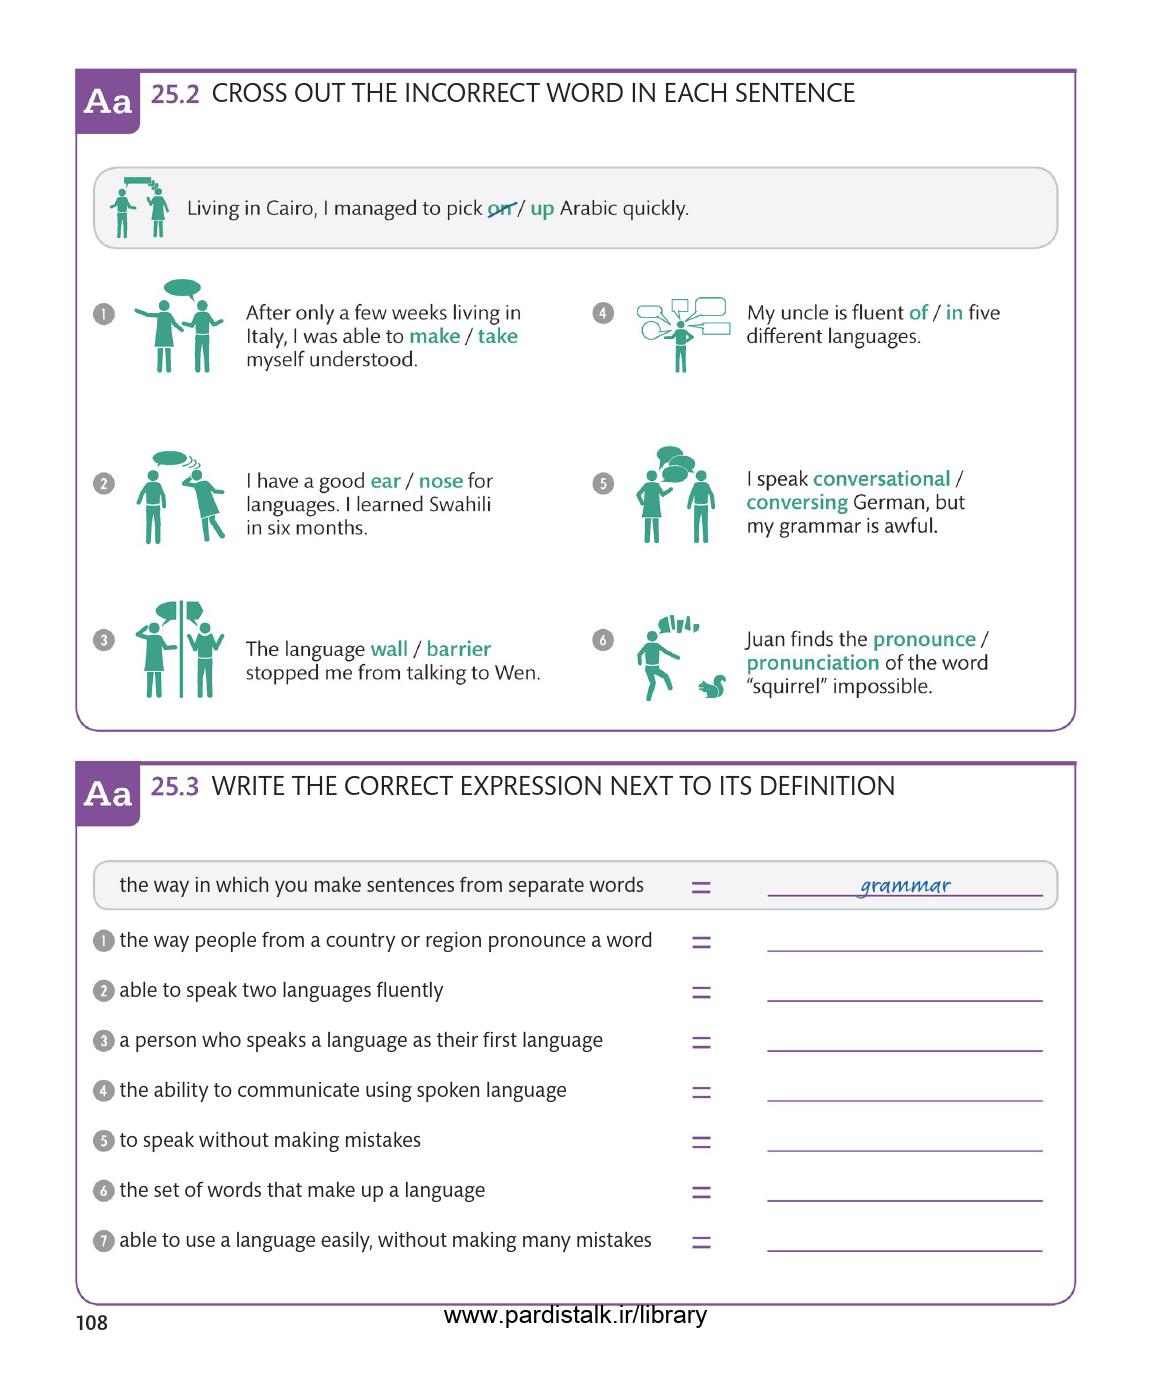 Aa 25.2 CROSS OUT THE INCORRECT WORD IN EACH SENTENCE
Living in Cairo, I managed to pick on / up Arabic quickly.
1 After only a few weeks living in
Italy, I was able to make / take
myself understood.
2 I have a good ear / nose for
languages. I learned Swahili
in six months.
3 The language wall / barrier
stopped me from talking to Wen.
4 My uncle is fluent of / in five
different languages.
5 I speak conversational /
conversing German, but
my grammar is awful.
6 Juan finds the pronounce /
pronunciation of the word
“squirrel” impossible.
Aa 25.3 WRITE THE CORRECT EXPRESSION NEXT TO ITS DEFINITION
the way in which you make sentences from separate words = grammar
1 the way people from a country or region pronounce a word =
2 able to speak two languages fluently =
3 a person who speaks a language as their first language =
4 the ability to communicate using spoken language =
5 to speak without making mistakes =
6 the set of words that make up a language =
7 able to use a language easily, without making many mistakes =
www.pardistalk.ir/library
108